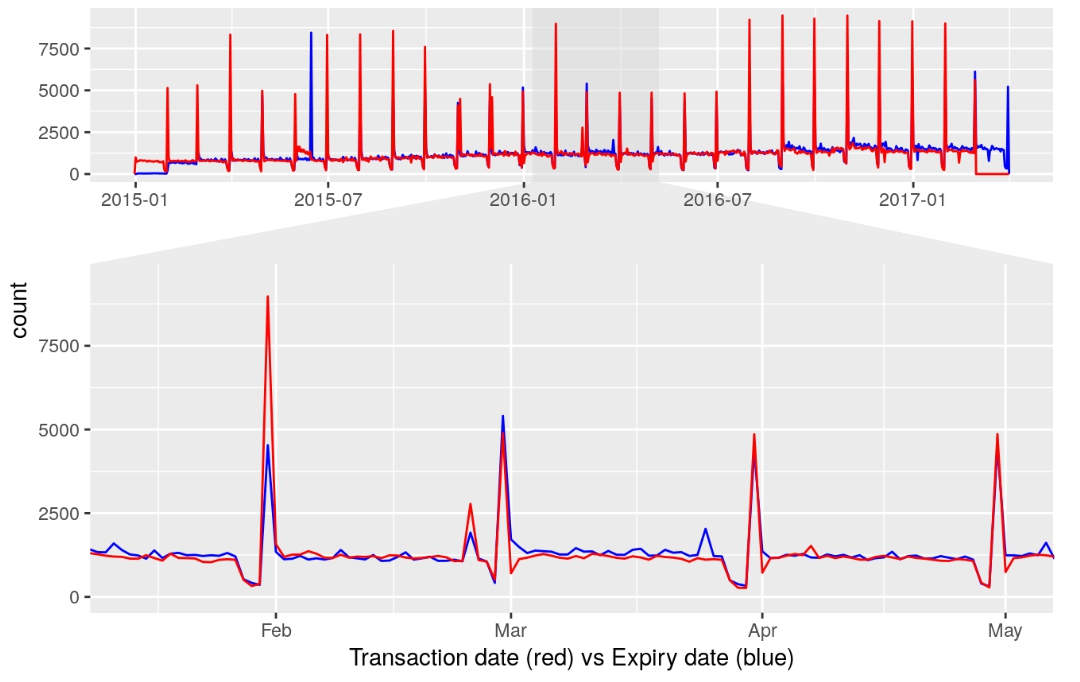 7500
5000
2500
0
2015-01 2015-07 2016-01 2016-07 2017-01
count
7500
5000
2500
0
Feb Mar Apr May
Transaction date (red) vs Expiry date (blue)